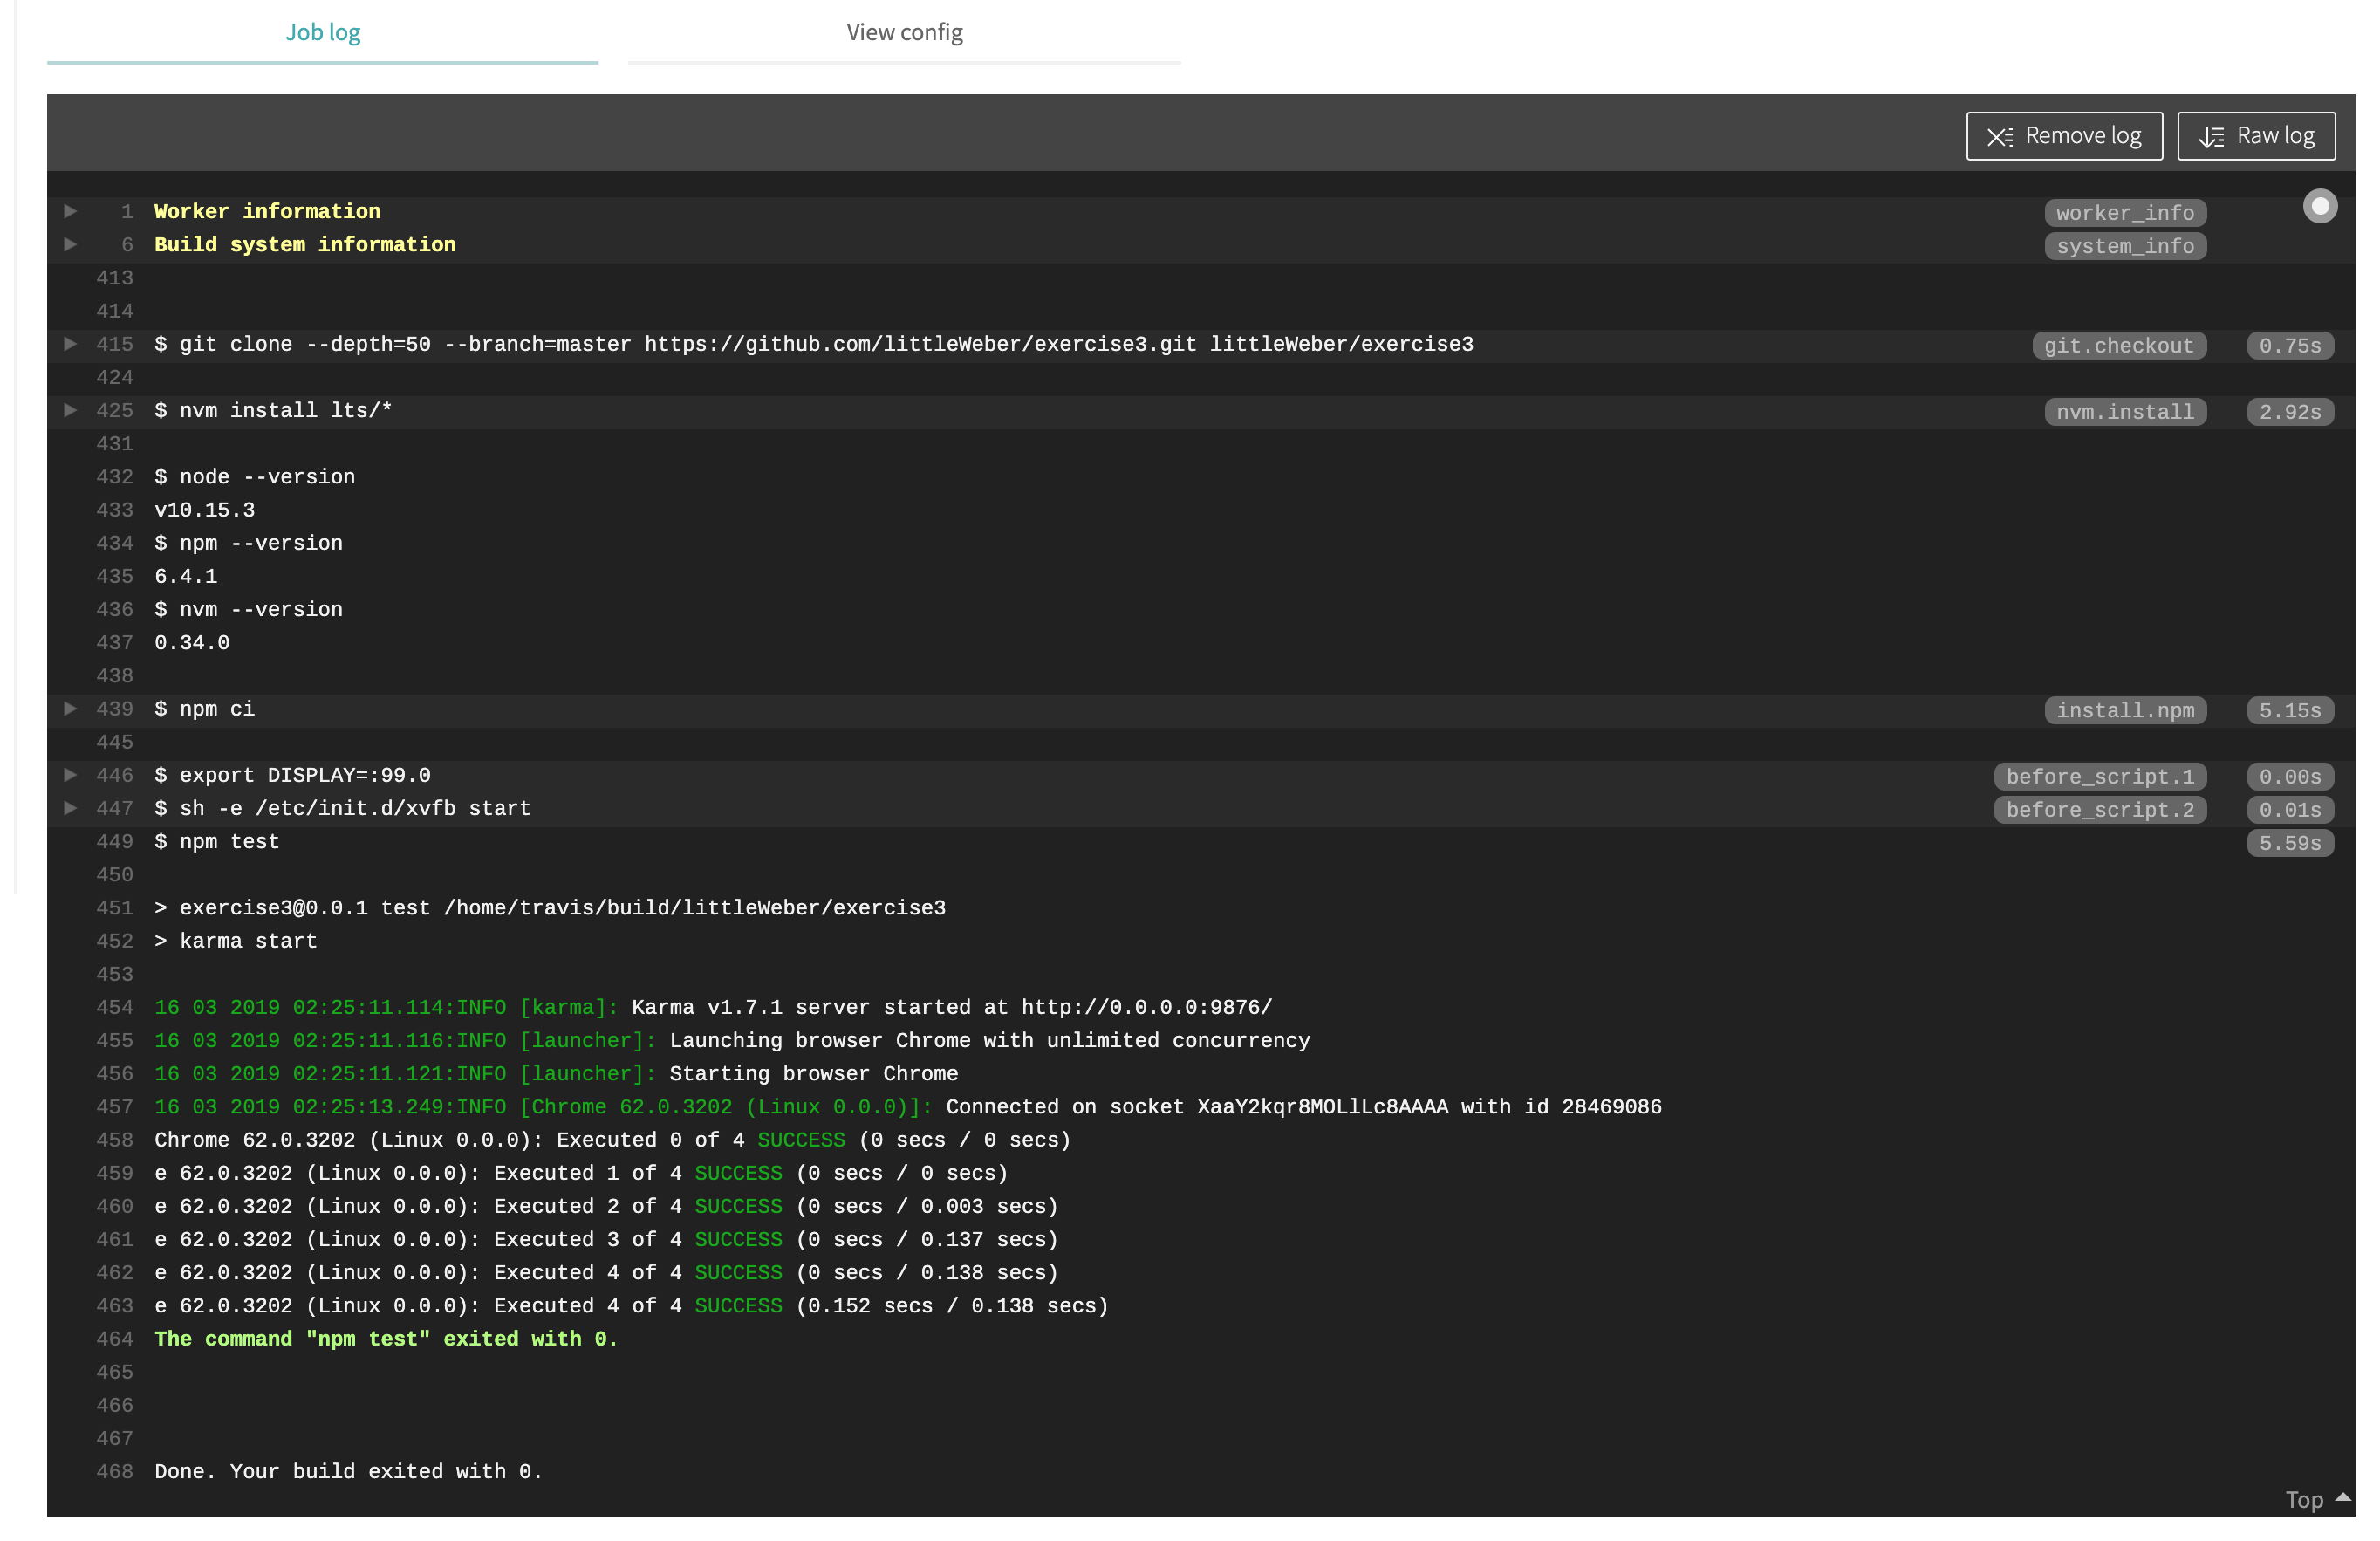 Job log
View config
Remove log
Raw log
1 Worker information worker_info
6 Build system information system_info
413
414
415 $ git clone --depth=50 --branch=master https://github.com/littleWeber/exercise3.git littleWeber/exercise3 git.checkout 0.75s
424
425 $ nvm install lts/* nvm.install 2.92s
431
432 $ node --version
433 v10.15.3
434 $ npm --version
435 6.4.1
436 $ nvm --version
437 0.34.0
438
439 $ npm ci install.npm 5.15s
445
446 $ export DISPLAY=:99.0 before_script.1 0.00s
447 $ sh -e /etc/init.d/xvfb start before_script.2 0.01s
449 $ npm test 5.59s
450
451 > exercise3@0.0.1 test /home/travis/build/littleWeber/exercise3
452 > karma start
453
454 16 03 2019 02:25:11.114:INFO [karma]: Karma v1.7.1 server started at http://0.0.0.0:9876/
455 16 03 2019 02:25:11.116:INFO [launcher]: Launching browser Chrome with unlimited concurrency
456 16 03 2019 02:25:11.121:INFO [launcher]: Starting browser Chrome
457 16 03 2019 02:25:13.249:INFO [Chrome 62.0.3202 (Linux 0.0.0)]: Connected on socket XaaY2kqr8MOLlLc8AAAA with id 28469086
458 Chrome 62.0.3202 (Linux 0.0.0): Executed 0 of 4 SUCCESS (0 secs / 0 secs)
459 e 62.0.3202 (Linux 0.0.0): Executed 1 of 4 SUCCESS (0 secs / 0 secs)
460 e 62.0.3202 (Linux 0.0.0): Executed 2 of 4 SUCCESS (0 secs / 0.003 secs)
461 e 62.0.3202 (Linux 0.0.0): Executed 3 of 4 SUCCESS (0 secs / 0.137 secs)
462 e 62.0.3202 (Linux 0.0.0): Executed 4 of 4 SUCCESS (0 secs / 0.138 secs)
463 e 62.0.3202 (Linux 0.0.0): Executed 4 of 4 SUCCESS (0.152 secs / 0.138 secs)
464 The command "npm test" exited with 0.
465
466
467
468 Done. Your build exited with 0.
Top